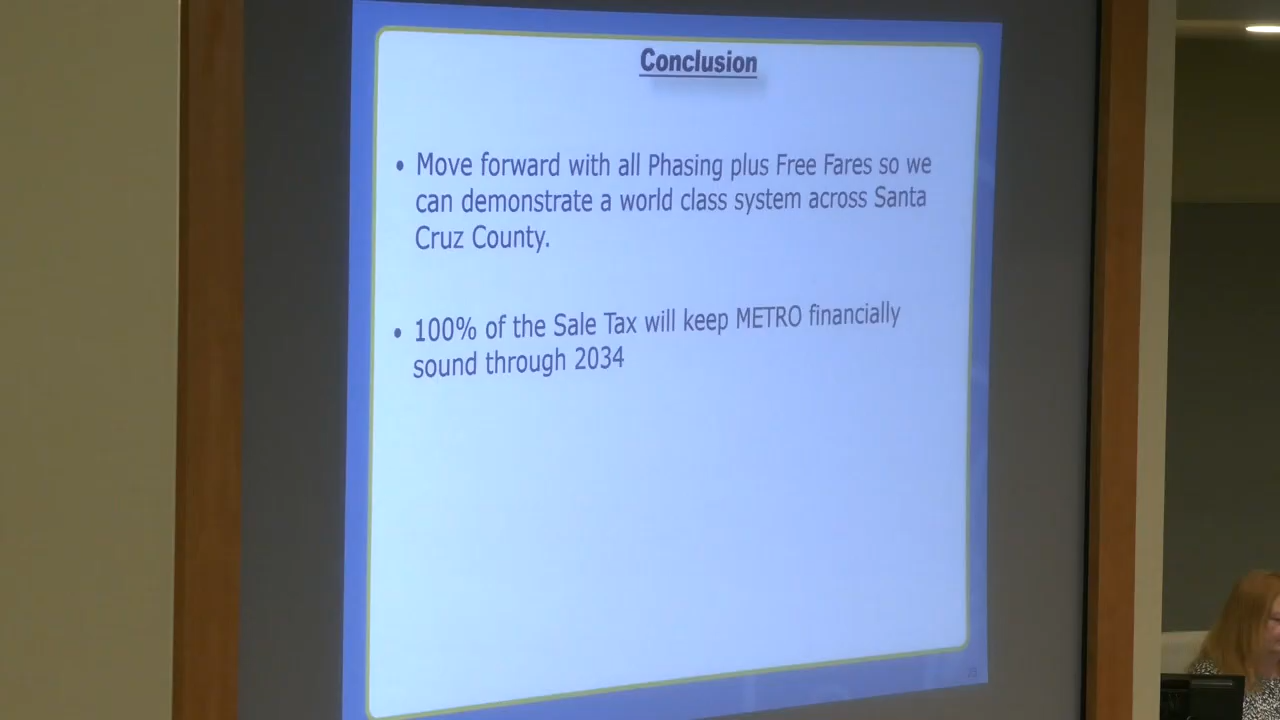 Conclusion
• Move forward with all Phasing plus Free Fares so we
can demonstrate a world class system across Santa
Cruz County.
• 100% of the Sale Tax will keep METRO financially
sound through 2034